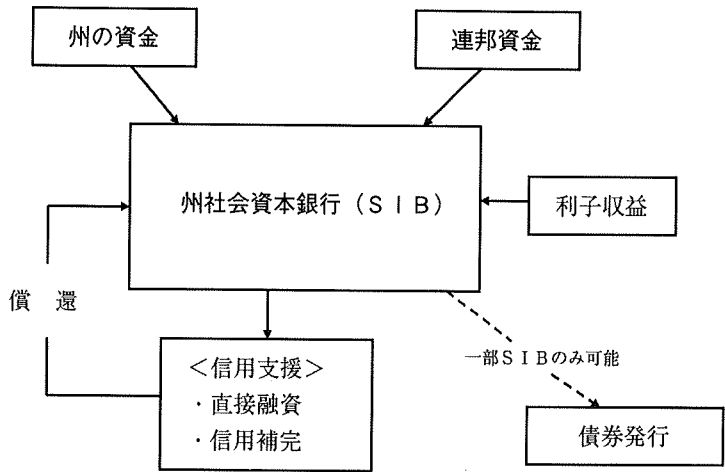 州の資金
連邦資金
州社会資本銀行（ＳＩＢ）
利子収益
償　還
一部ＳＩＢのみ可能
＜信用支援＞
・直接融資
・信用補完
債券発行